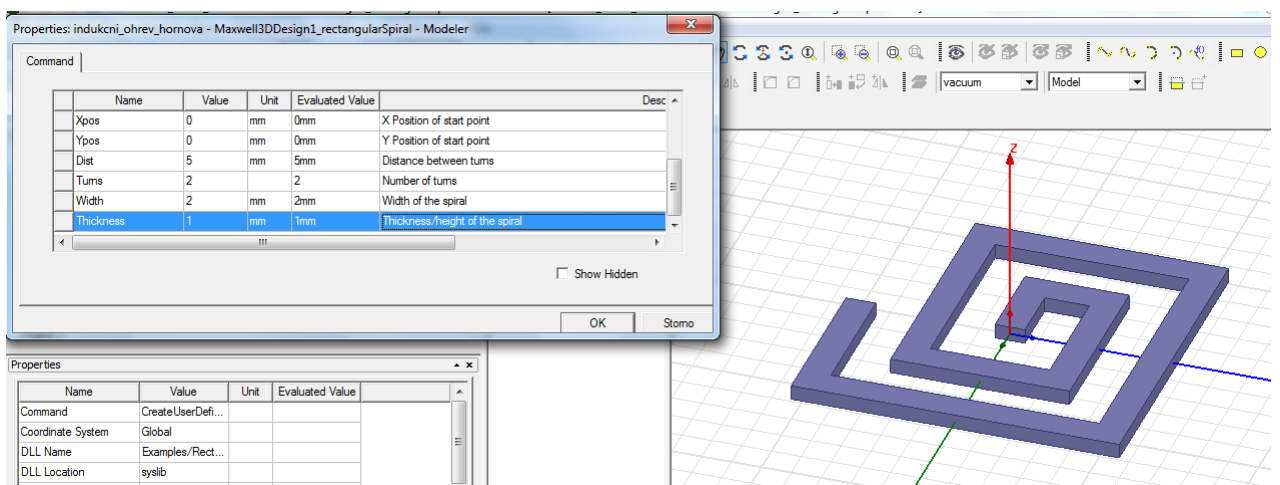 Properties: indukcni_ohrev_hornova - Maxwell3DDesign1_rectangularSpiral - Modeler
x
Command
Name Value Unit Evaluated Value Desc
Xpos 0 mm 0mm X Position of start point
Ypos 0 mm 0mm Y Position of start point
Dist 5 mm 5mm Distance between turns
Turns 2 2 Number of turns
Width 2 mm 2mm Width of the spiral
Thickness 1 mm 1mm Thickness/height of the spiral
Show Hidden
OK Storno
vacuum Model
Z
Properties
Name Value Unit Evaluated Value
Command CreateUserDefi...
Coordinate System Global
DLL Name Examples/Rect...
DLL Location syslib